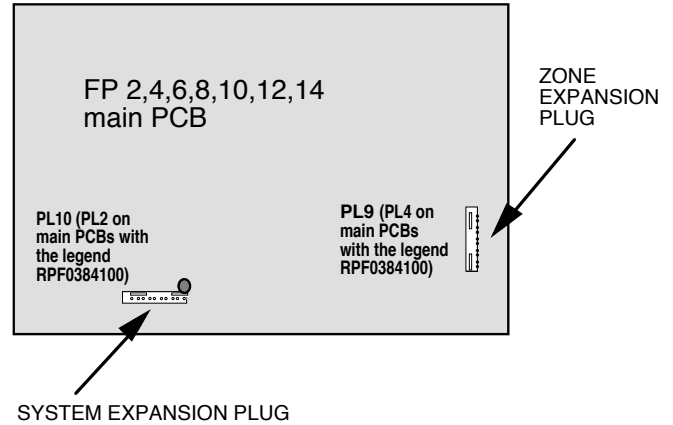 FP 2,4,6,8,10,12,14
main PCB
ZONE
EXPANSION
PLUG
PL10 (PL2 on
main PCBs with
the legend
RPF0384100)
PL9 (PL4 on
main PCBs
with the legend
RPF0384100)
SYSTEM EXPANSION PLUG